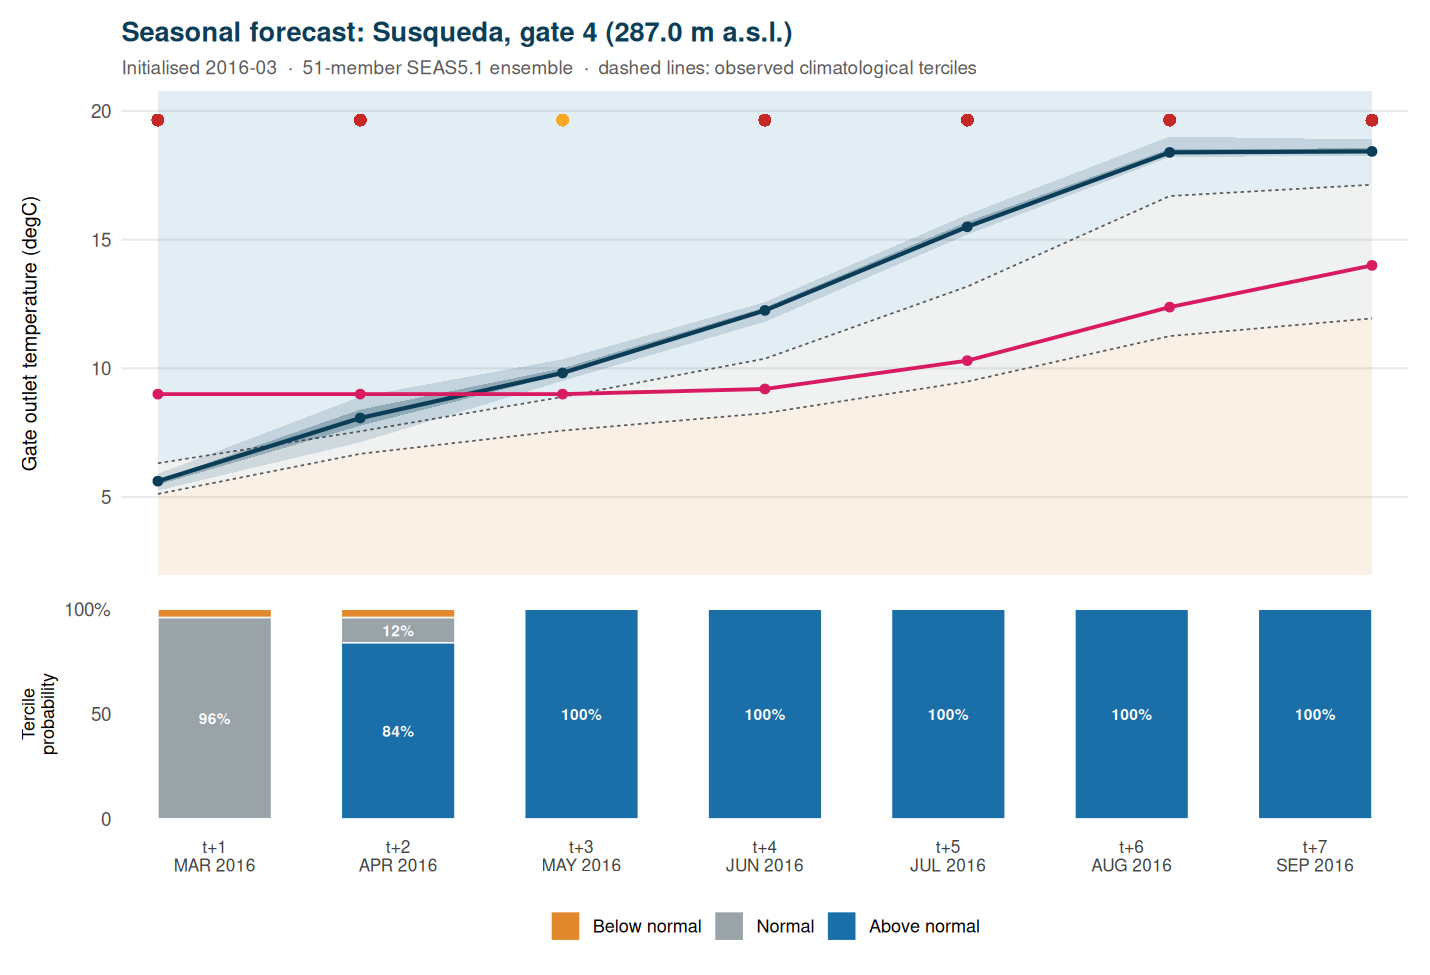 Seasonal forecast: Susqueda, gate 4 (287.0 m a.s.l.)
Initialised 2016-03 · 51-member SEAS5.1 ensemble · dashed lines: observed climatological terciles
Gate outlet temperature (degC)
20
15
10
5
Tercile
probability
100%
50
0
96%
12%
84%
100%
100%
100%
100%
100%
t+1
MAR 2016
t+2
APR 2016
t+3
MAY 2016
t+4
JUN 2016
t+5
JUL 2016
t+6
AUG 2016
t+7
SEP 2016
Below normal
Normal
Above normal